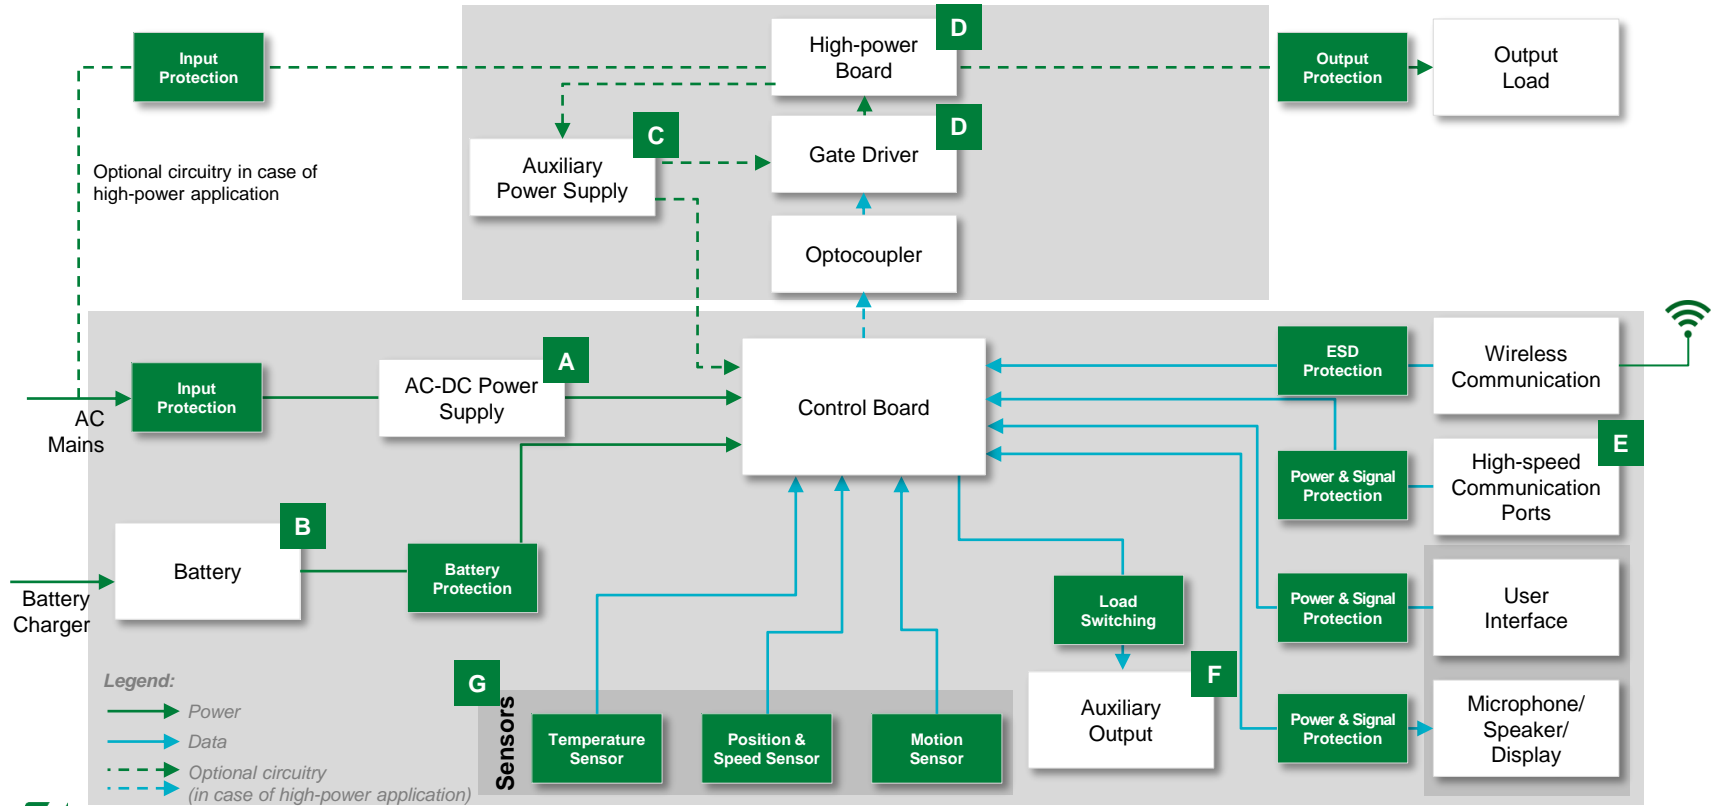 Input
Protection
High-power
Board
D
Output
Protection
Output
Load
Optional circuitry in case of
high-power application
Auxiliary
Power Supply
C
Gate Driver
D
Optocoupler
AC
Mains
Input
Protection
AC-DC Power
Supply
A
Control Board
ESD
Protection
Wireless
Communication
Power & Signal
Protection
High-speed
Communication
Ports
E
Battery
Charger
Battery
B
Battery
Protection
Load
Switching
Power & Signal
Protection
User
Interface
Auxiliary
Output
F
Power & Signal
Protection
Microphone/
Speaker/
Display
G
Sensors
Temperature
Sensor
Position &
Speed Sensor
Motion
Sensor
Legend:
Power
Data
Optional circuitry
(in case of high-power application)